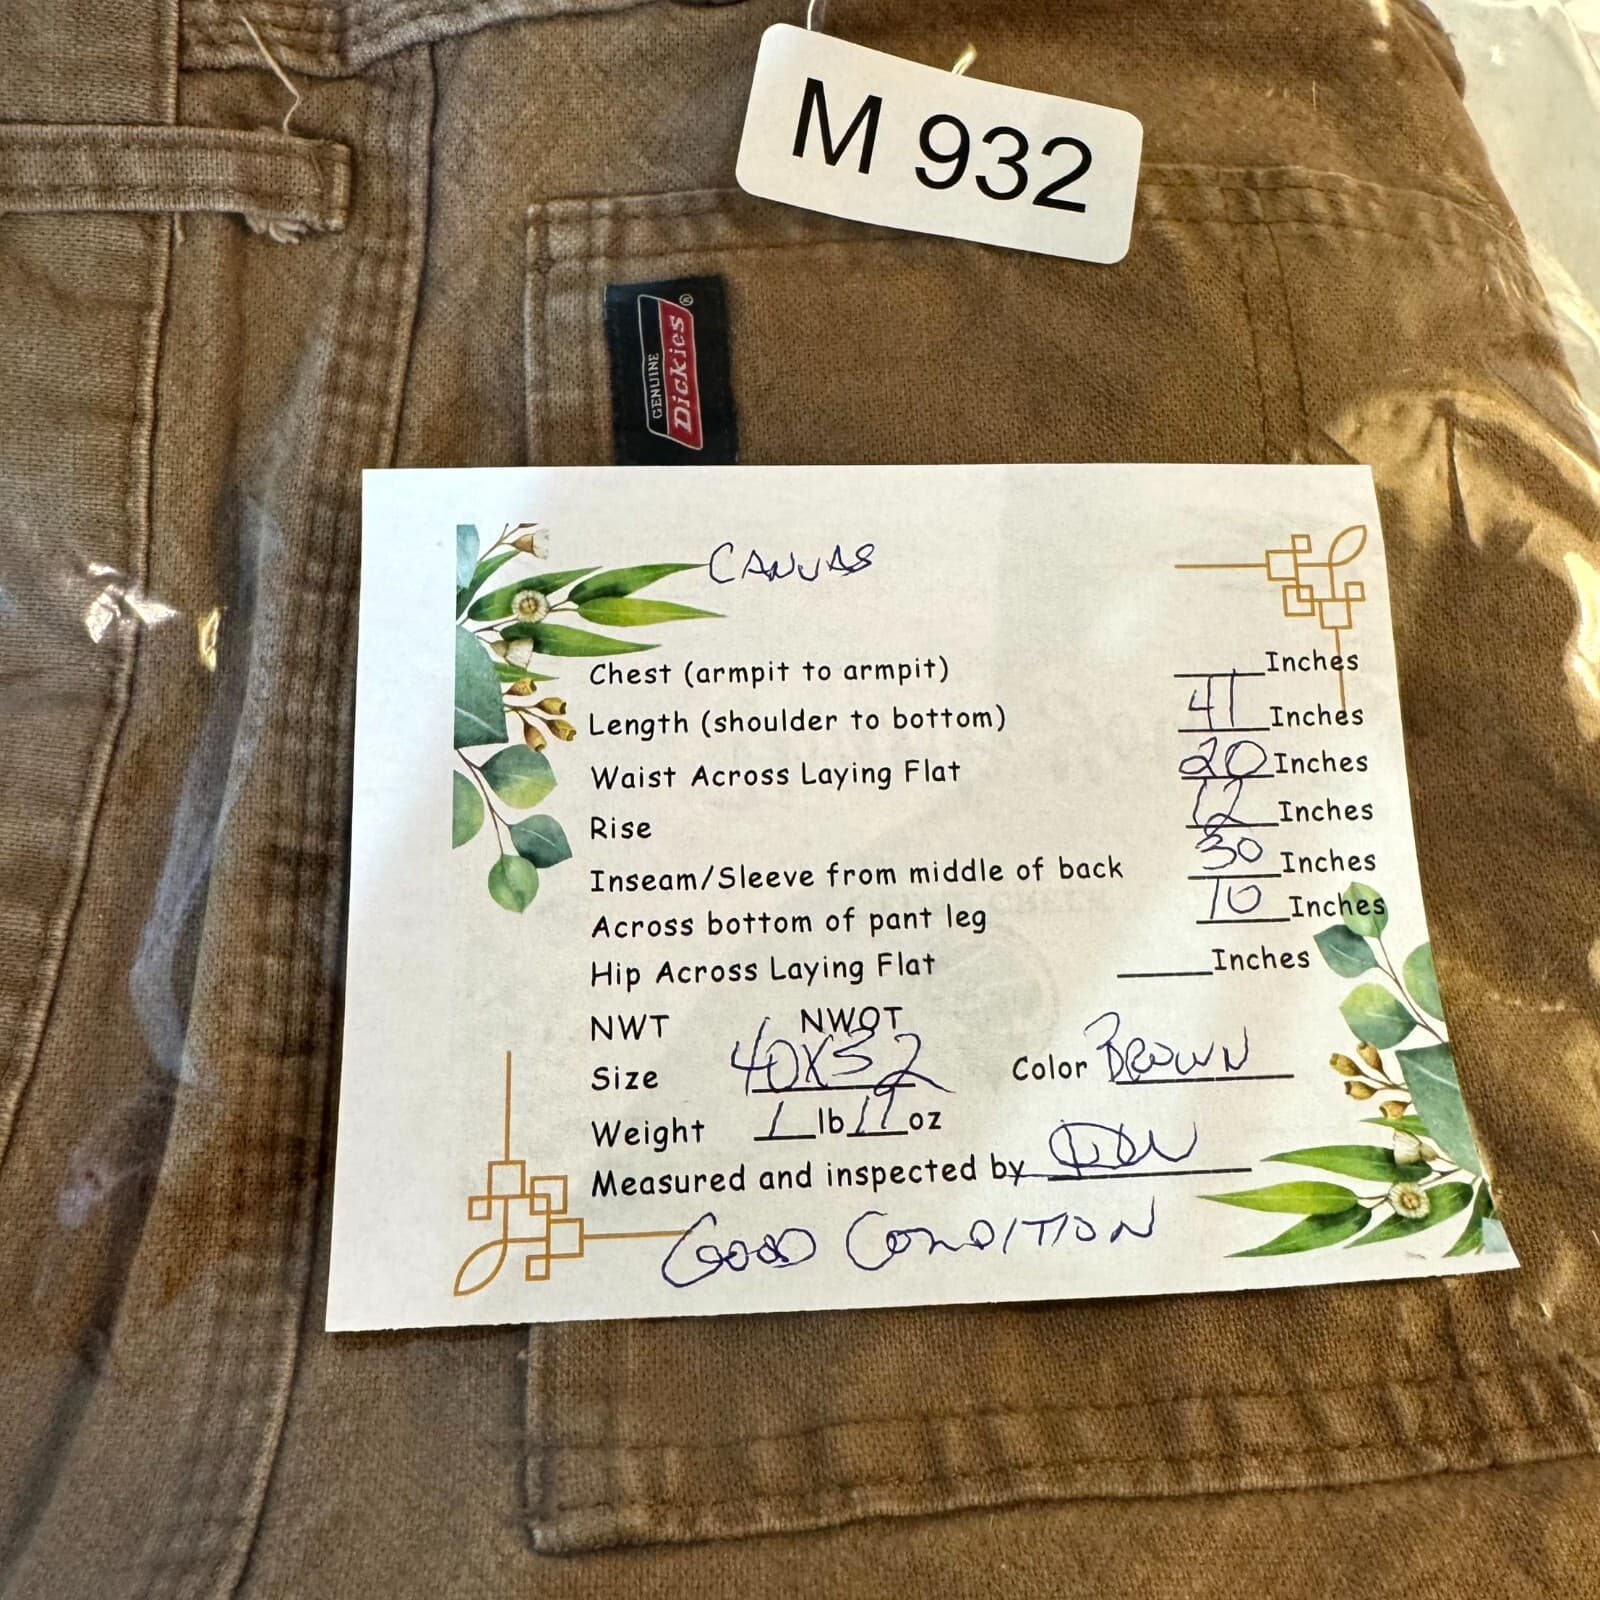 M 932
GENUINE
Dickies®
CANVAS
Chest (armpit to armpit) ____Inches
Length (shoulder to bottom) 41 Inches
Waist Across Laying Flat 20 Inches
Rise 12 Inches
Inseam/Sleeve from middle of back 30 Inches
Across bottom of pant leg 10 Inches
Hip Across Laying Flat ____Inches
NWT NWOT
Size 40X32 Color BROWN
Weight 1 lb 11 oz
Measured and inspected by
GOOD CONDITION